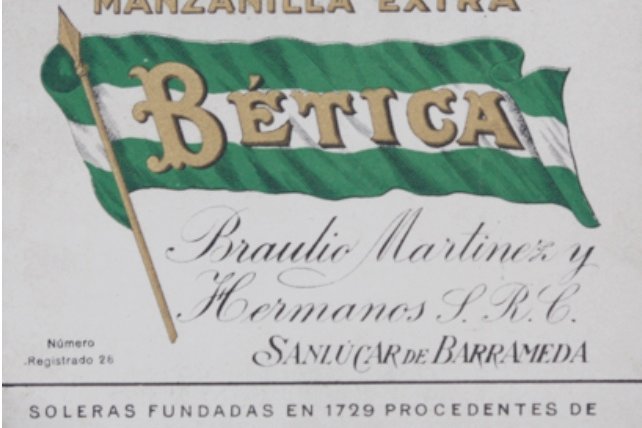 MANZANILLA EXTRA
BÉTICA
Braulio Martinez y
Hermanos S. R. C.
SANLÚCAR DE BARRAMEDA
Número
Registrado 26
SOLERAS FUNDADAS EN 1729 PROCEDENTES DE